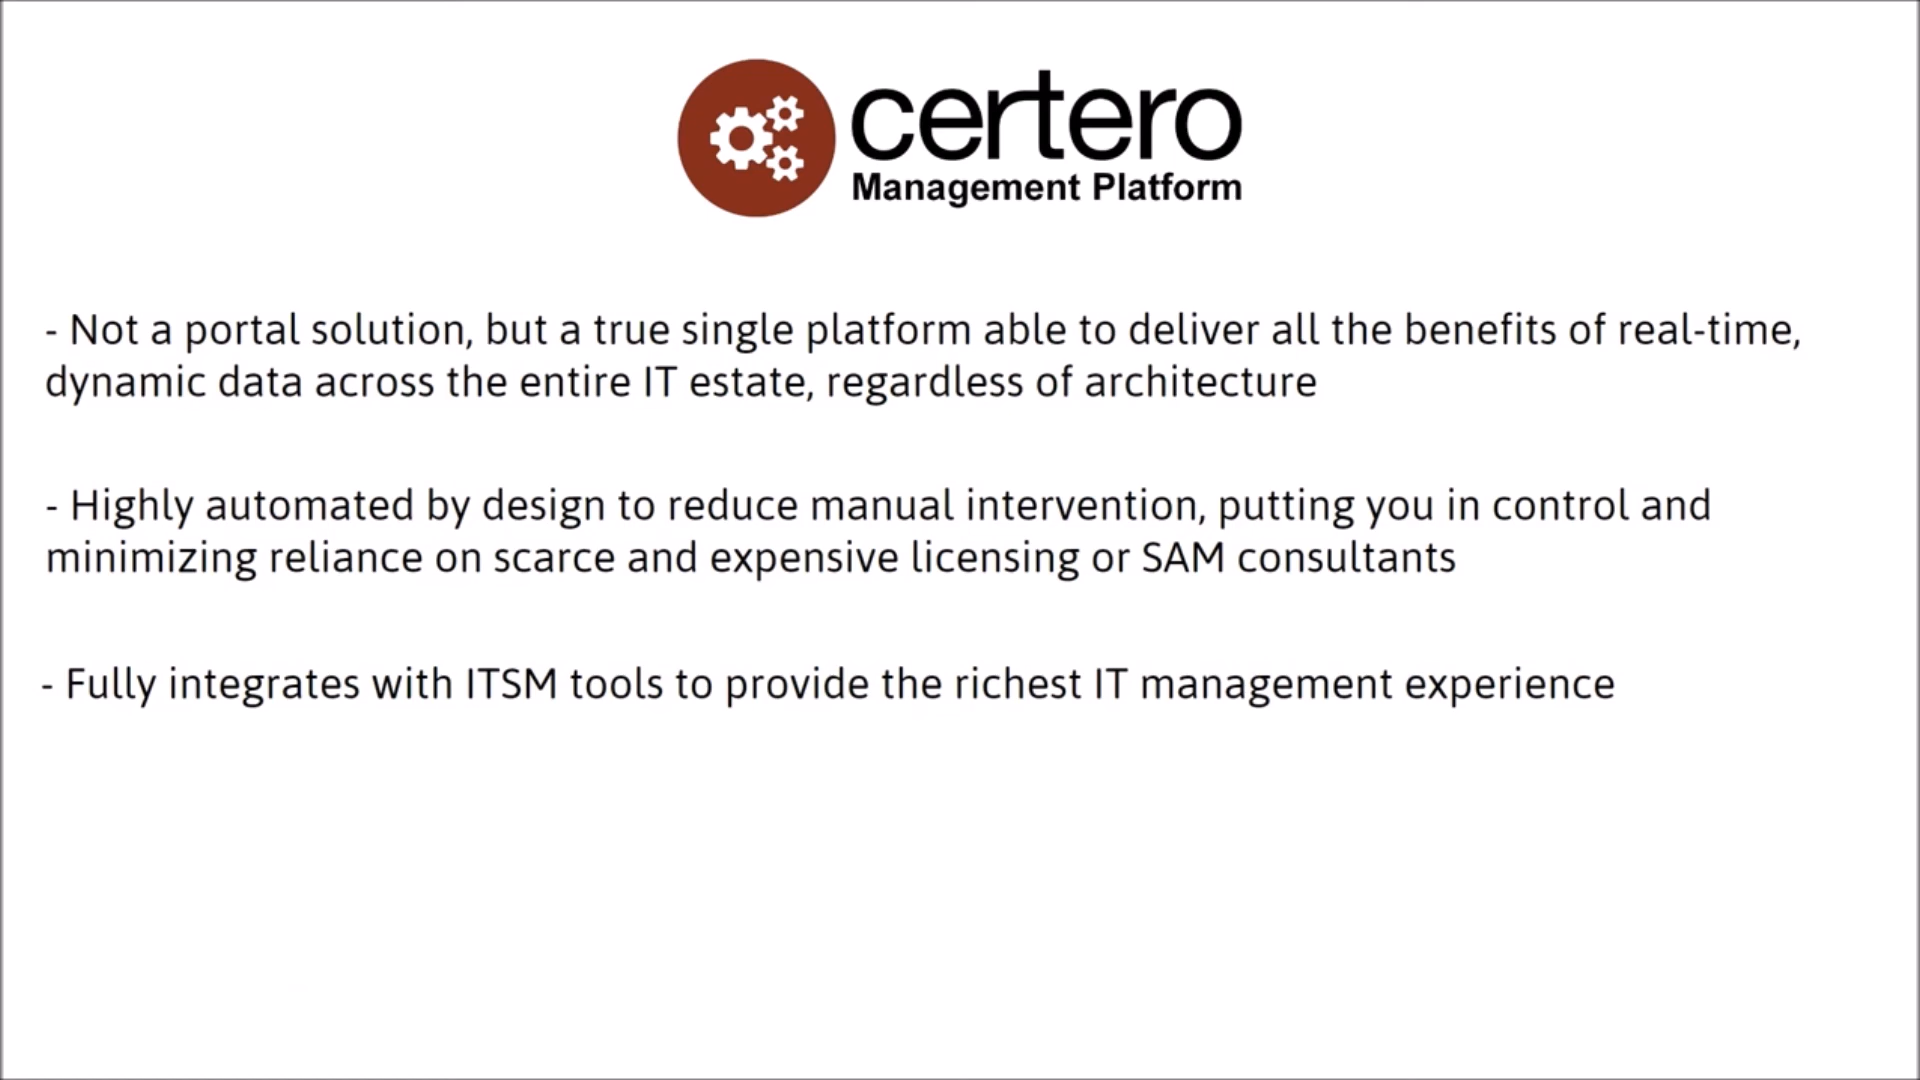 certero
Management Platform
- Not a portal solution, but a true single platform able to deliver all the benefits of real-time,
dynamic data across the entire IT estate, regardless of architecture
- Highly automated by design to reduce manual intervention, putting you in control and
minimizing reliance on scarce and expensive licensing or SAM consultants
- Fully integrates with ITSM tools to provide the richest IT management experience